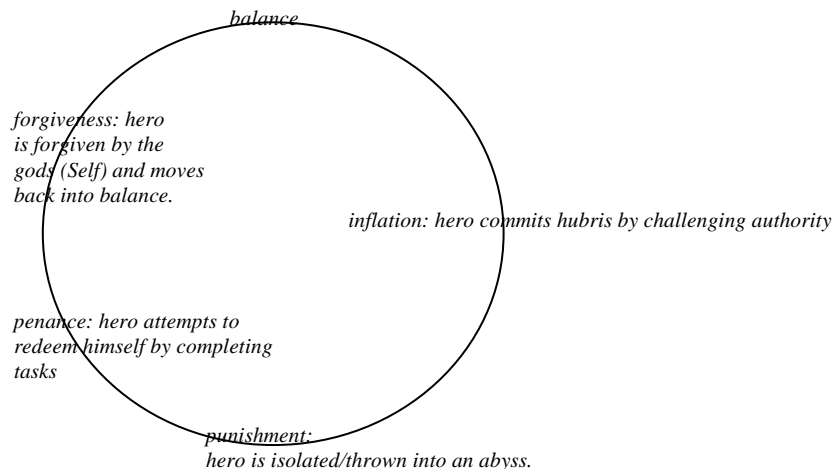 balance
forgiveness: hero
is forgiven by the
gods (Self) and moves
back into balance.
inflation: hero commits hubris by challenging authority
penance: hero attempts to
redeem himself by completing
tasks
punishment:
hero is isolated/thrown into an abyss.